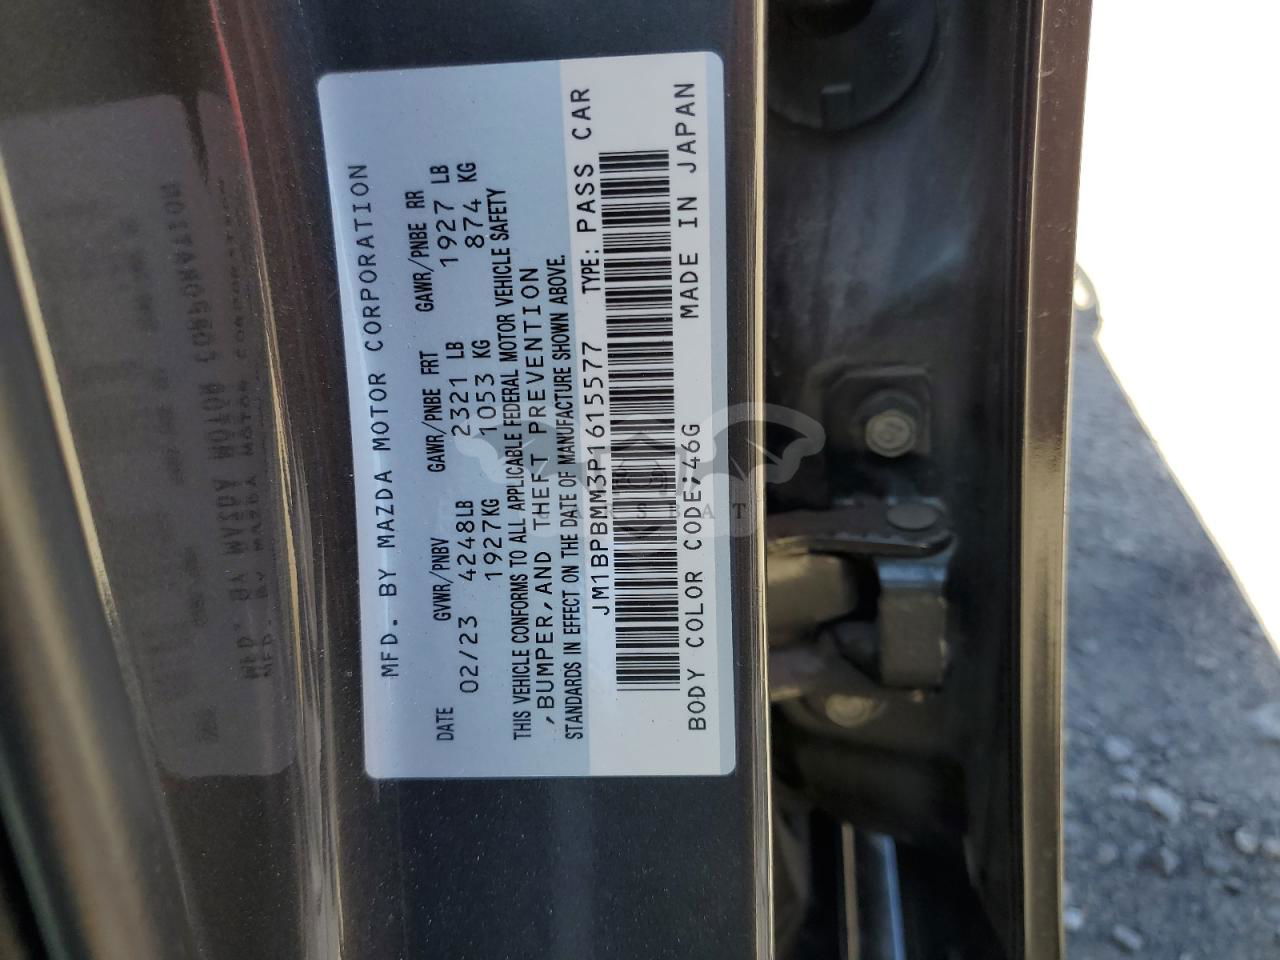 MFD. BY MAZDA MOTOR CORPORATION
DATE GVWR/PNBV GAWR/PNBE FRT GAWR/PNBE RR
02/23 4248LB 2321 LB 1927 LB
1927KG 1053 KG 874 KG
THIS VEHICLE CONFORMS TO ALL APPLICABLE FEDERAL MOTOR VEHICLE SAFETY
,BUMPER,AND THEFT PREVENTION
STANDARDS IN EFFECT ON THE DATE OF MANUFACTURE SHOWN ABOVE.
JM1BPBMM3P1615577 TYPE: PASS CAR
BODY COLOR CODE:46G MADE IN JAPAN
CARSBAT